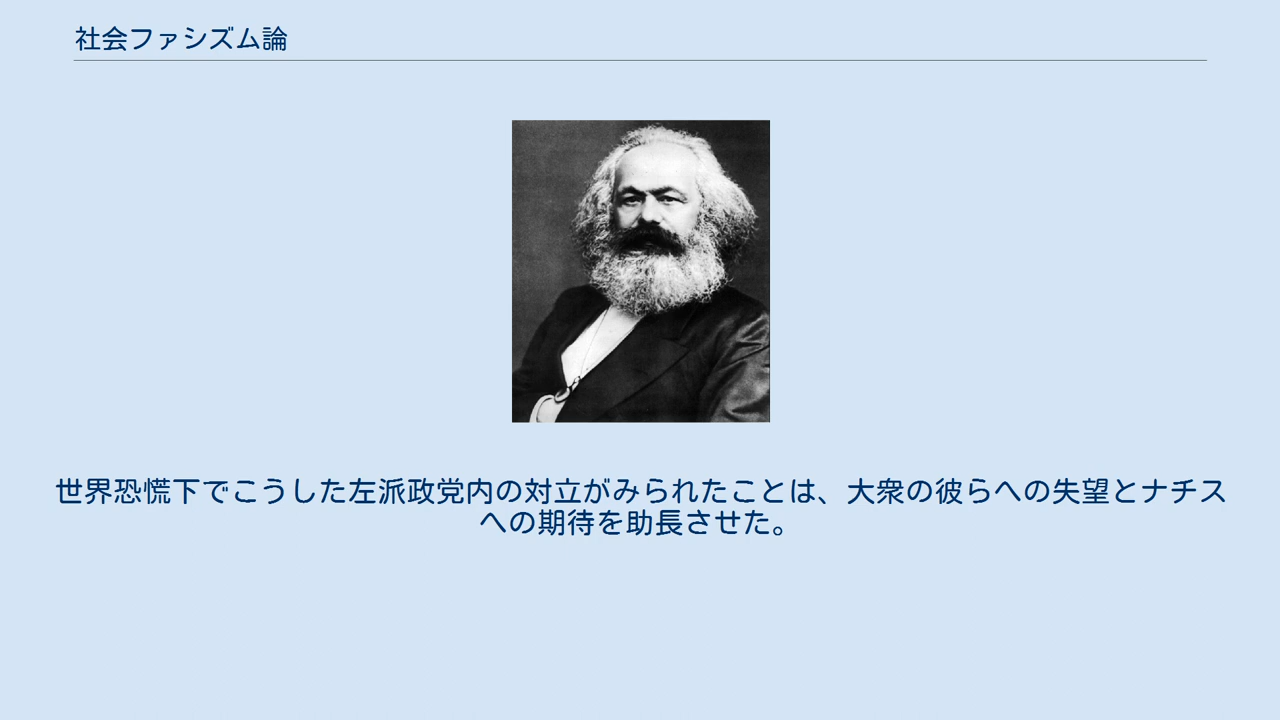 社会ファシズム論
世界恐慌下でこうした左派政党内の対立がみられたことは、大衆の彼らへの失望とナチス
への期待を助長させた。